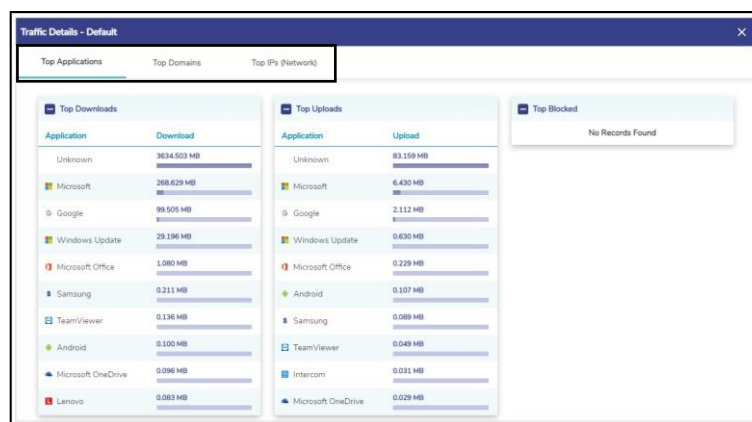 Traffic Details - Default
Top Applications Top Domains Top IPs (Network)
Top Downloads
Application Download
Unknown 3634.503 MB
Microsoft 268.629 MB
Google 99.505 MB
Windows Update 29.196 MB
Microsoft Office 1.080 MB
Samsung 0.211 MB
TeamViewer 0.136 MB
Android 0.100 MB
Microsoft OneDrive 0.096 MB
Lenovo 0.083 MB
Top Uploads
Application Upload
Unknown 83.159 MB
Microsoft 6.430 MB
Google 2.112 MB
Windows Update 0.630 MB
Microsoft Office 0.229 MB
Android 0.107 MB
Samsung 0.089 MB
TeamViewer 0.049 MB
Intercom 0.031 MB
Microsoft OneDrive 0.029 MB
Top Blocked
No Records Found